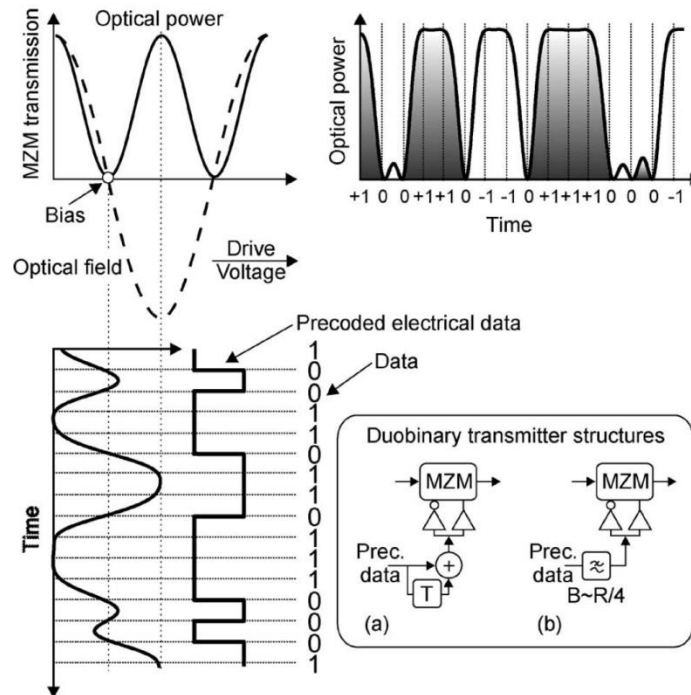 Optical power
MZM transmission
Bias
Optical field
Drive
Voltage
Optical power
+1 0 0 +1 +1 0 -1 -1 0 +1 +1 +1 0 0 0 -1
Time
Precoded electrical data
Data
Time
1
0
0
1
1
0
1
1
0
1
1
1
0
0
0
1
Duobinary transmitter structures
MZM
Prec.
data
+
T
(a)
MZM
Prec.
data
≈
B~R/4
(b)